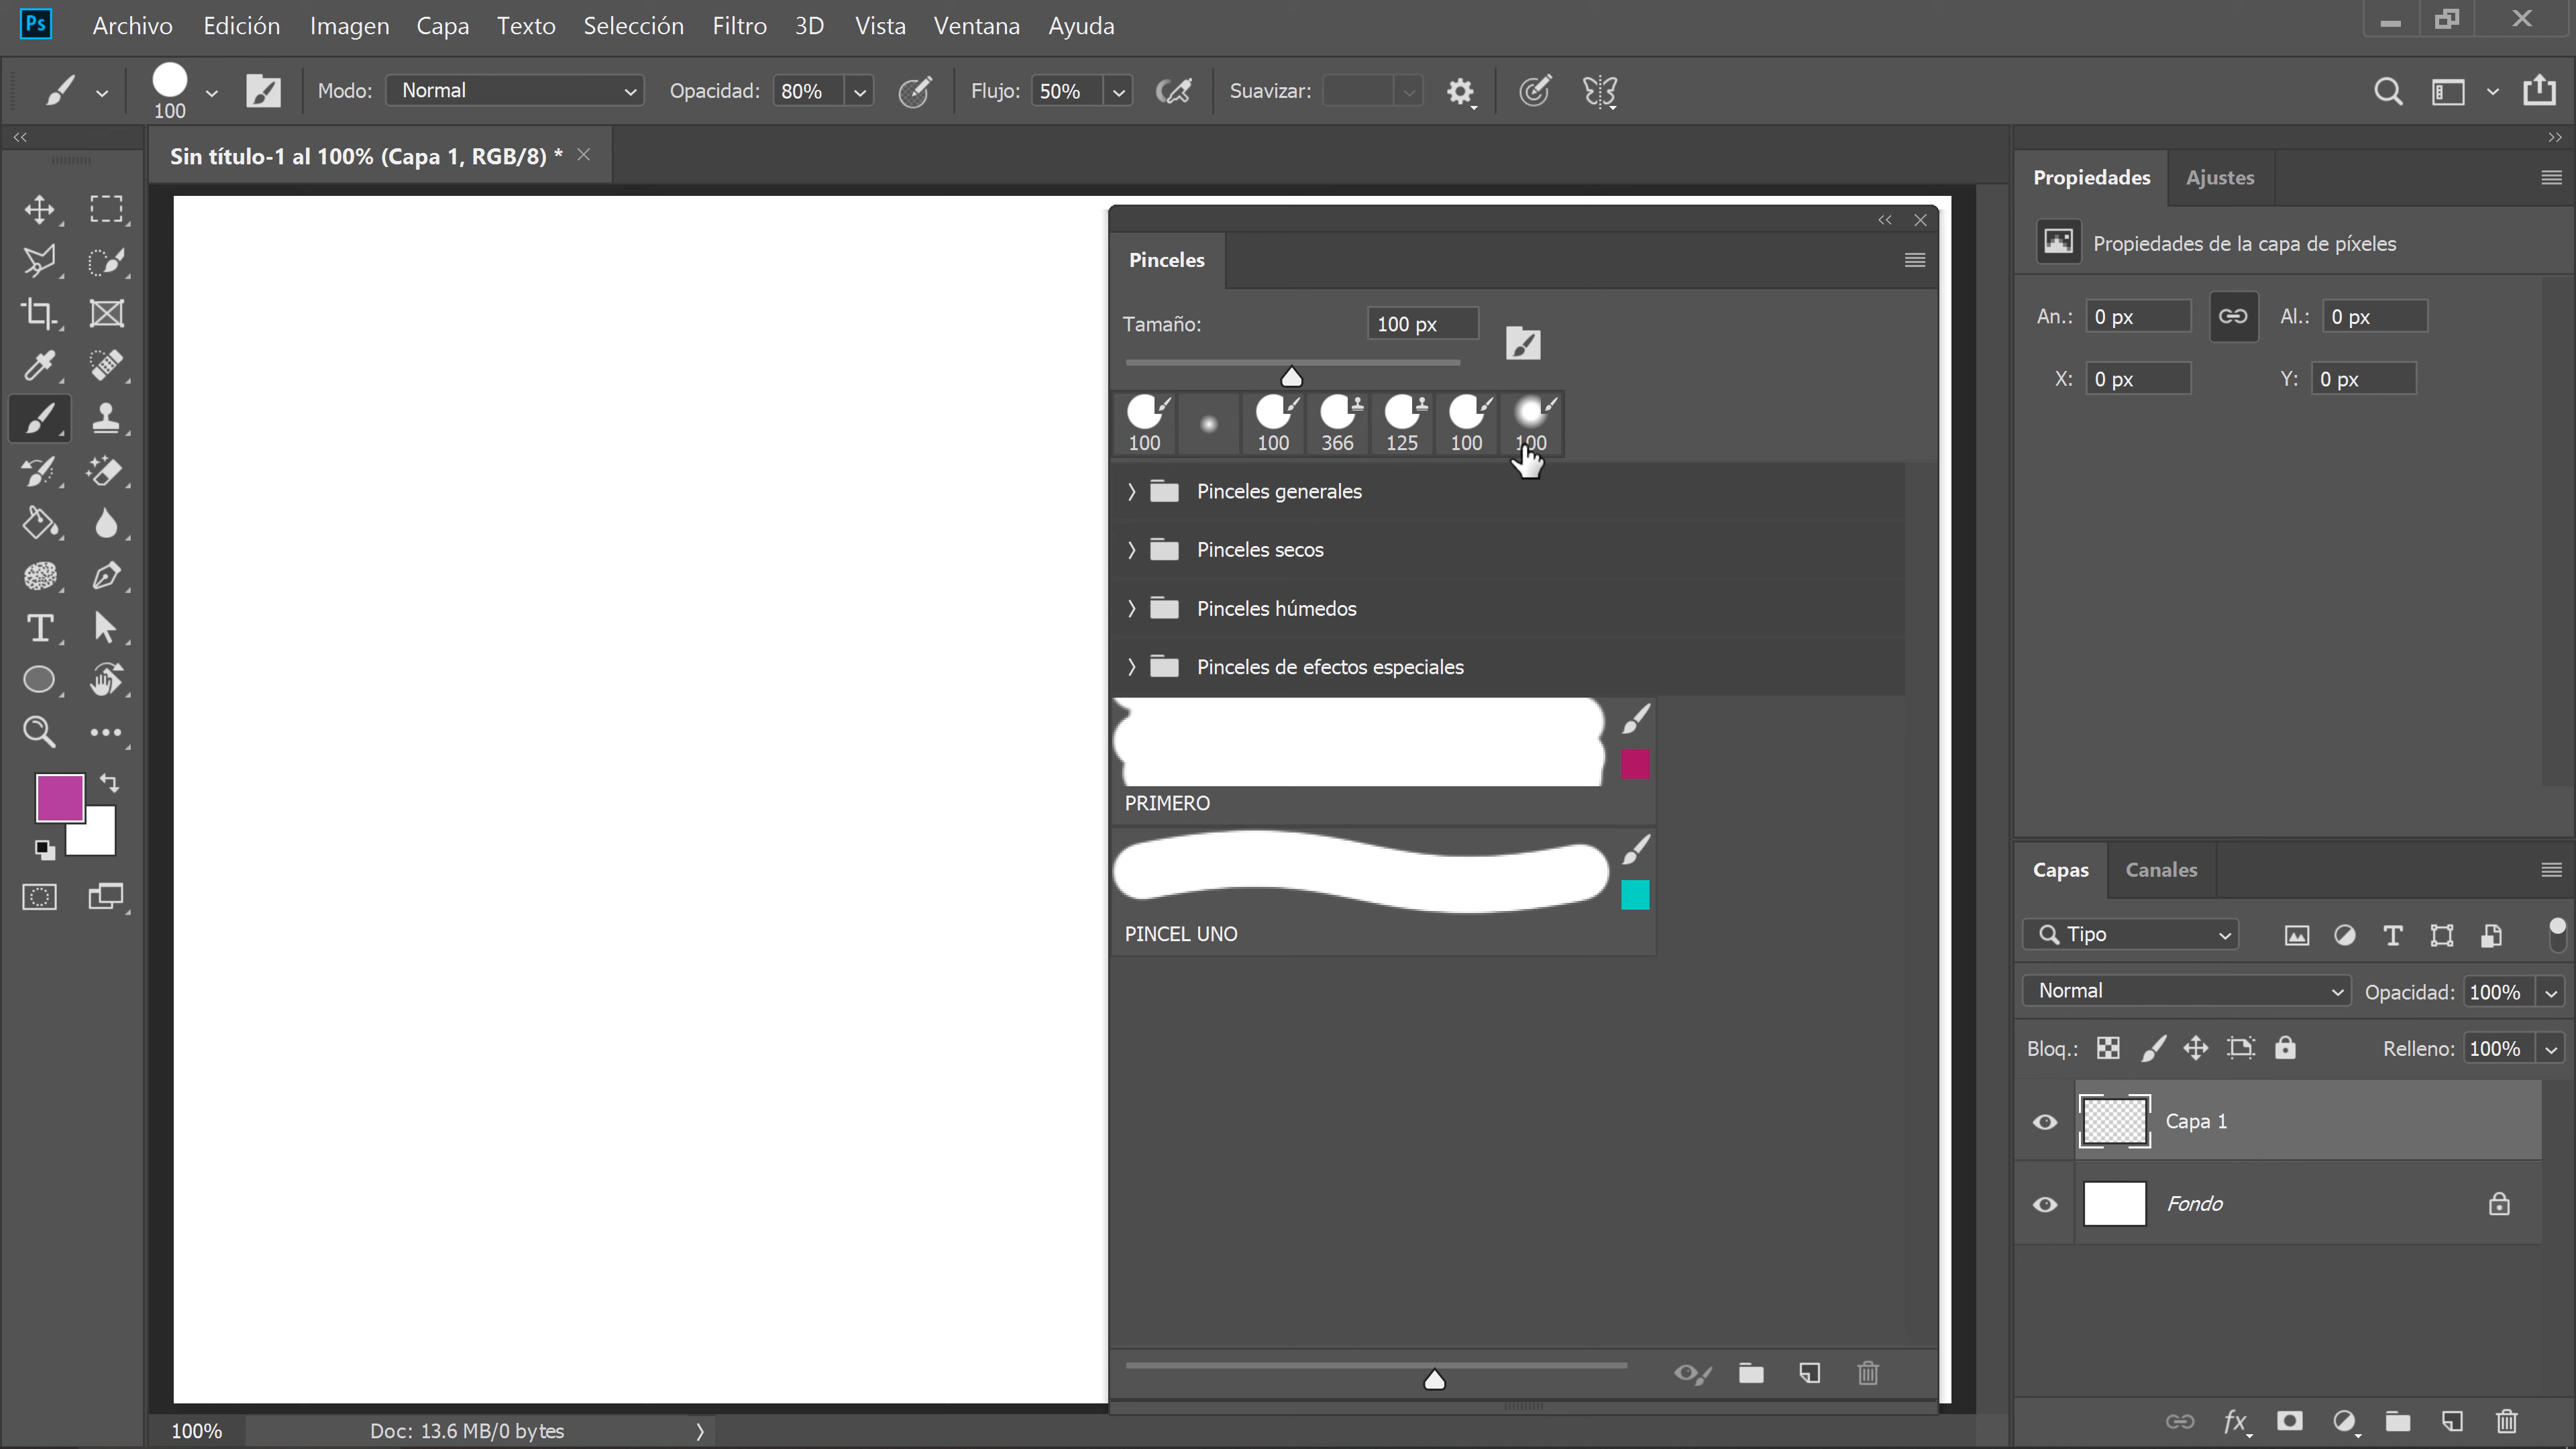 Ps Archivo Edición Imagen Capa Texto Selección Filtro 3D Vista Ventana Ayuda
100 Modo: Normal Opacidad: 80% Flujo: 50% Suavizar:
Sin título-1 al 100% (Capa 1, RGB/8) *
Pinceles
Tamaño: 100 px
100 100 366 125 100 100
Pinceles generales
Pinceles secos
Pinceles húmedos
Pinceles de efectos especiales
PRIMERO
PINCEL UNO
Propiedades Ajustes
Propiedades de la capa de píxeles
An.: 0 px Al.: 0 px
X: 0 px Y: 0 px
Capas Canales
Tipo
Normal Opacidad: 100%
Bloq.: Relleno: 100%
Capa 1
Fondo
fx
100% Doc: 13.6 MB/0 bytes